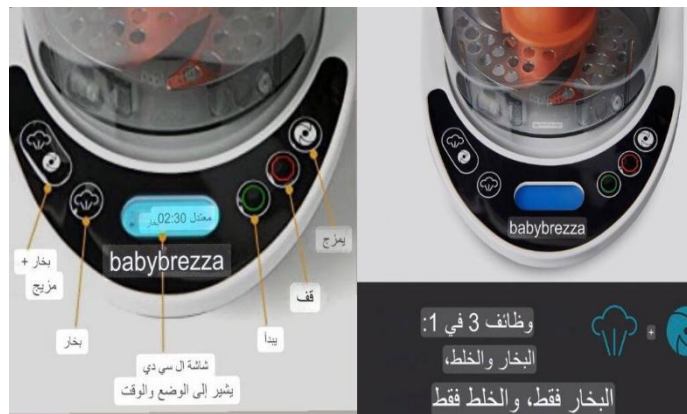 معتدل 02:30
babybrezza
يمزج
قف
يبدأ
بخار +
مزيج
بخار
شاشة ال سي دي
يشير إلى الوضع والوقت
babybrezza
وظائف 3 في 1:
+
البخار والخلط،
البخار فقط، والخلط فقط